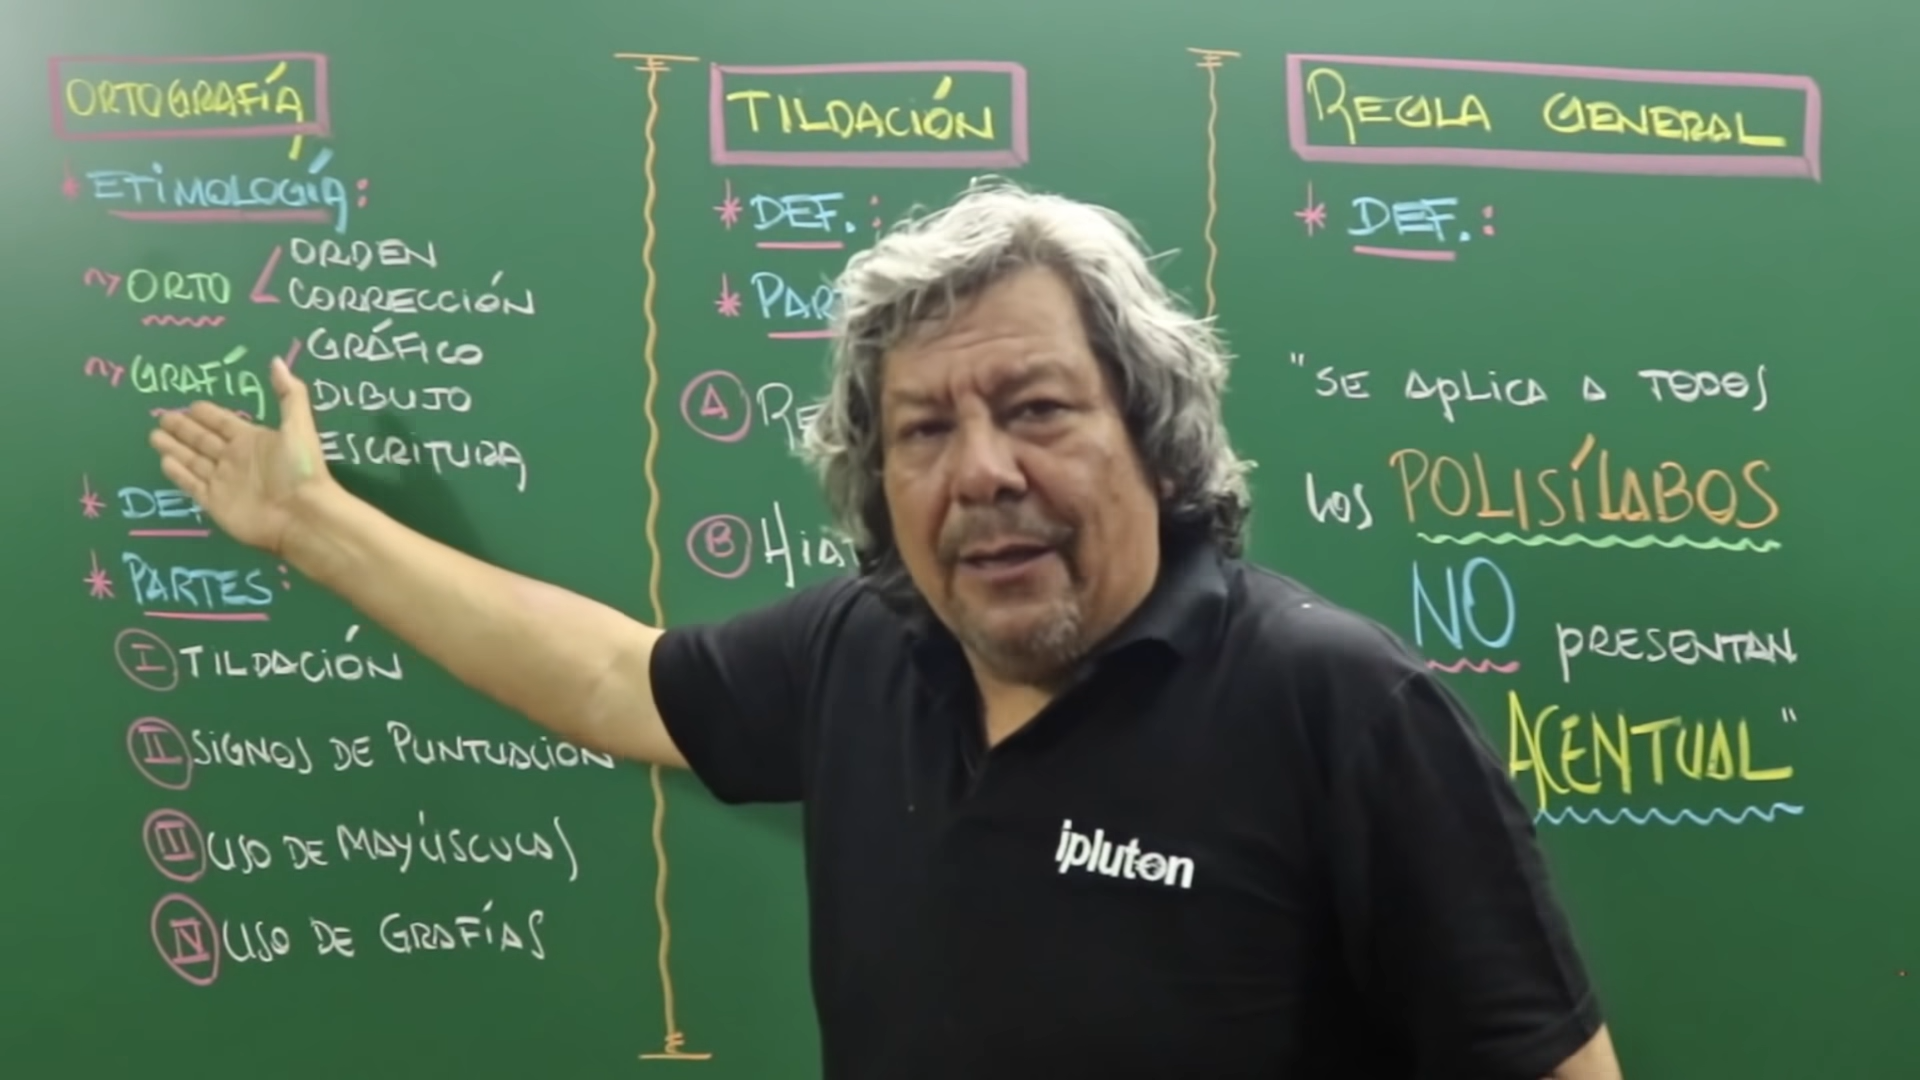 ORTOGRAFÍA
* ETIMOLOGÍA:
ORTO
ORDEN
CORRECCIÓN
GRAFÍA
GRÁFICO
DIBUJO
ESCRITURA
*
* PARTES:
I TILDACIÓN
II SIGNOS DE PUNTUACIÓN
III USO DE MAYÚSCULAS
IV USO DE GRAFÍAS
TILDACIÓN
* DEF.:
*
A
B
REGLA GENERAL
* DEF.:
"SE APLICA A TODOS
LOS POLISÍLABOS
NO PRESENTAN
ACENTUAL"
ipluton